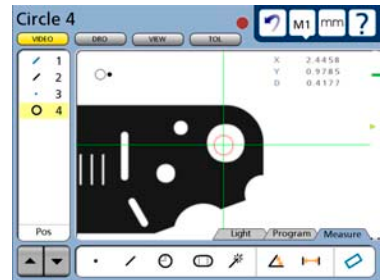 Circle 4
M1 mm ?
VIDEO DRO VIEW TOL
1
2
3
4
X 2.4458
Y 0.9785
D 0.4177
Pos
Light Program Measure